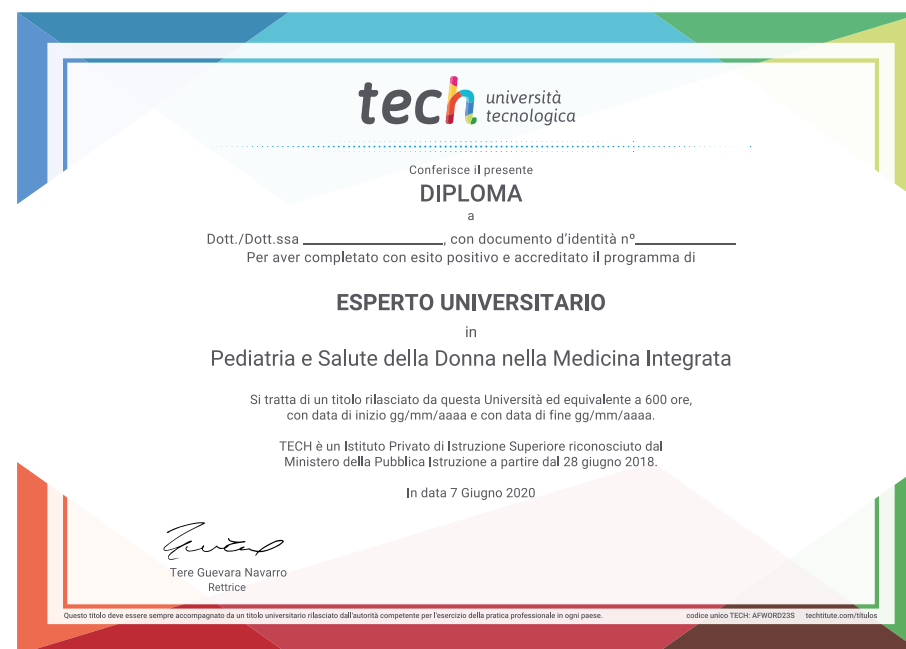 tech università
tecnologica
Conferisce il presente
DIPLOMA
a
Dott./Dott.ssa ____________________, con documento d'identità nº______________
Per aver completato con esito positivo e accreditato il programma di
ESPERTO UNIVERSITARIO
in
Pediatria e Salute della Donna nella Medicina Integrata
Si tratta di un titolo rilasciato da questa Università ed equivalente a 600 ore,
con data di inizio gg/mm/aaaa e con data di fine gg/mm/aaaa.
TECH è un Istituto Privato di Istruzione Superiore riconosciuto dal
Ministero della Pubblica Istruzione a partire dal 28 giugno 2018.
In data 7 Giugno 2020
Tere Guevara Navarro
Rettrice
Questo titolo deve essere sempre accompagnato da un titolo universitario rilasciato dall'autorità competente per l'esercizio della pratica professionale in ogni paese. codice unico TECH: AFWORD23S techtitute.com/titulos